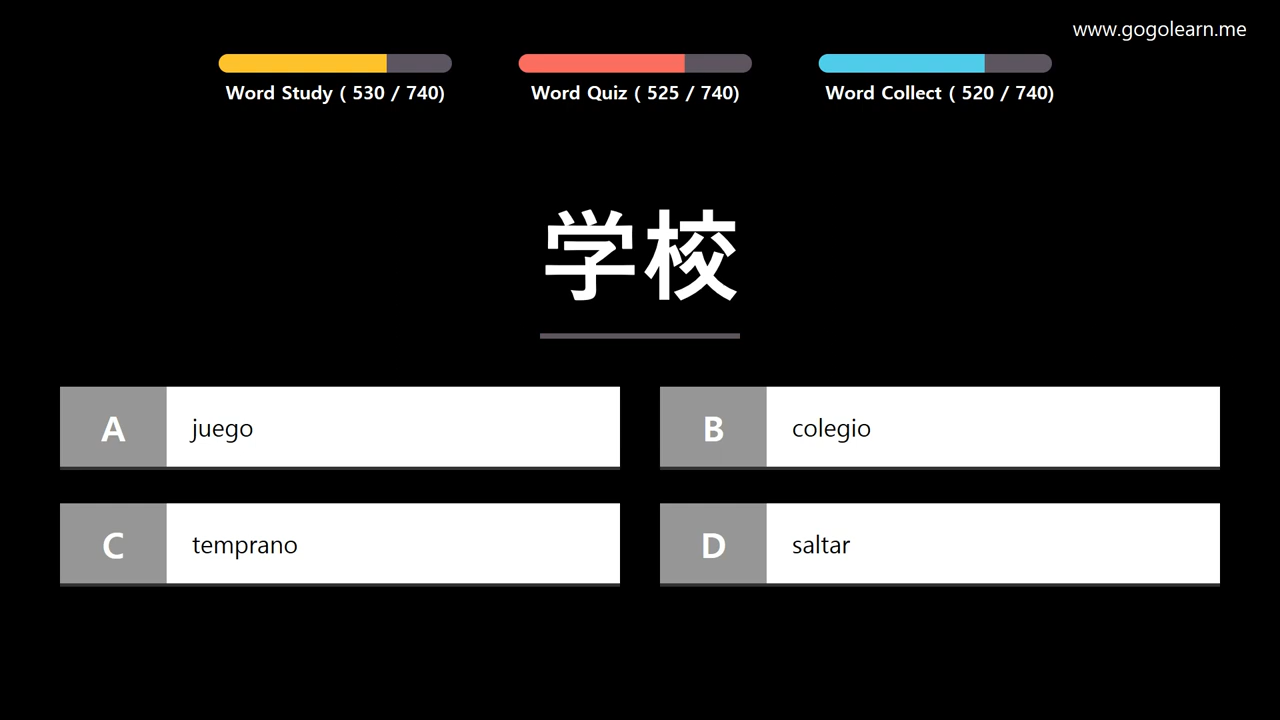 www.gogolearn.me
Word Study ( 530 / 740)
Word Quiz ( 525 / 740)
Word Collect ( 520 / 740)
学校
A juego
B colegio
C temprano
D saltar